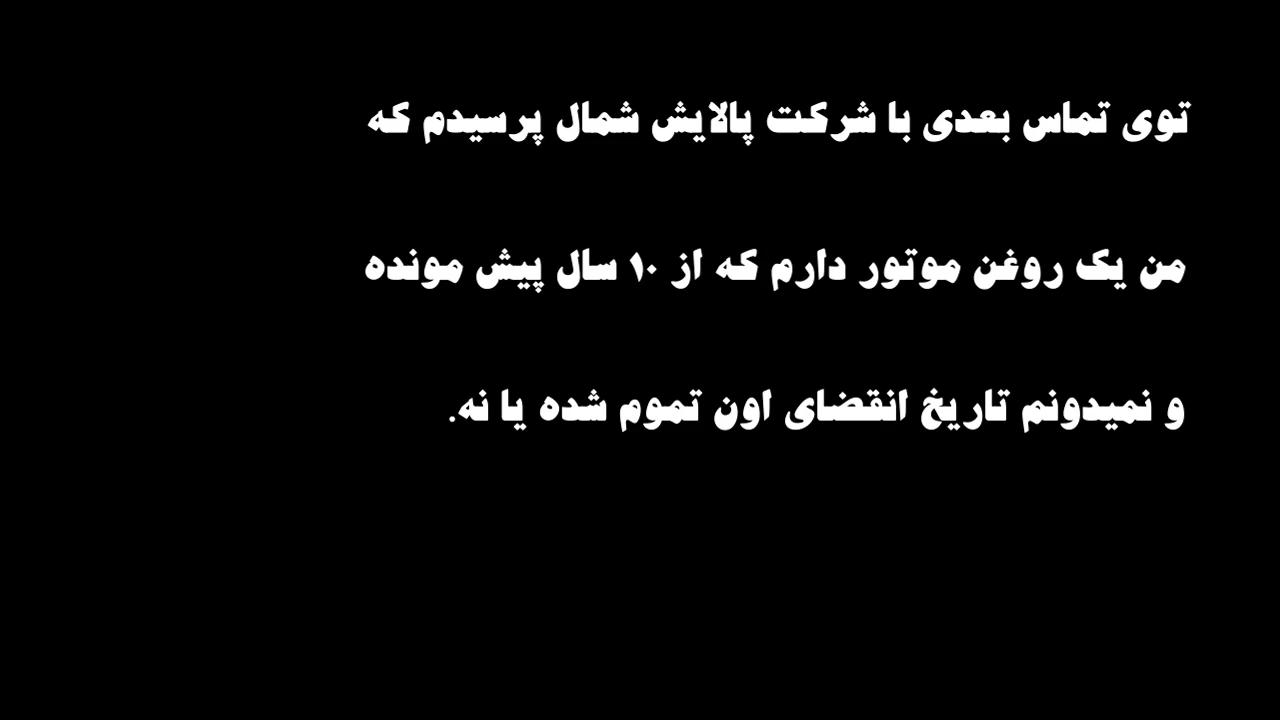 توی تماس بعدی با شرکت پالایش شمال پرسیدم که
من یک روغن موتور دارم که از ۱۰ سال پیش مونده
و نمیدونم تاریخ انقضای اون تموم شده یا نه.